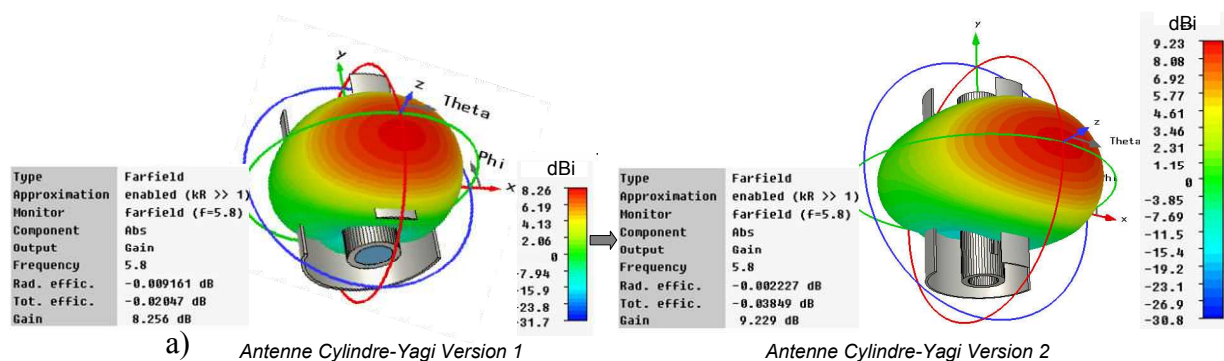 y
z
Theta
Phi
x
Type Farfield
Approximation enabled (kR >> 1)
Monitor farfield (f=5.8)
Component Abs
Output Gain
Frequency 5.8
Rad. effic. -0.009161 dB
Tot. effic. -0.02047 dB
Gain 8.256 dB
dBi
8.26
6.19
4.13
2.06
0
-7.94
-15.9
-23.8
-31.7
a)
Antenne Cylindre-Yagi Version 1
y
z
Theta
x
Type Farfield
Approximation enabled (kR >> 1)
Monitor farfield (f=5.8)
Component Abs
Output Gain
Frequency 5.8
Rad. effic. -0.002227 dB
Tot. effic. -0.03849 dB
Gain 9.229 dB
dBi
9.23
8.08
6.92
5.77
4.61
3.46
2.31
1.15
0
-3.85
-7.69
-11.5
-15.4
-19.2
-23.1
-26.9
-30.8
Antenne Cylindre-Yagi Version 2